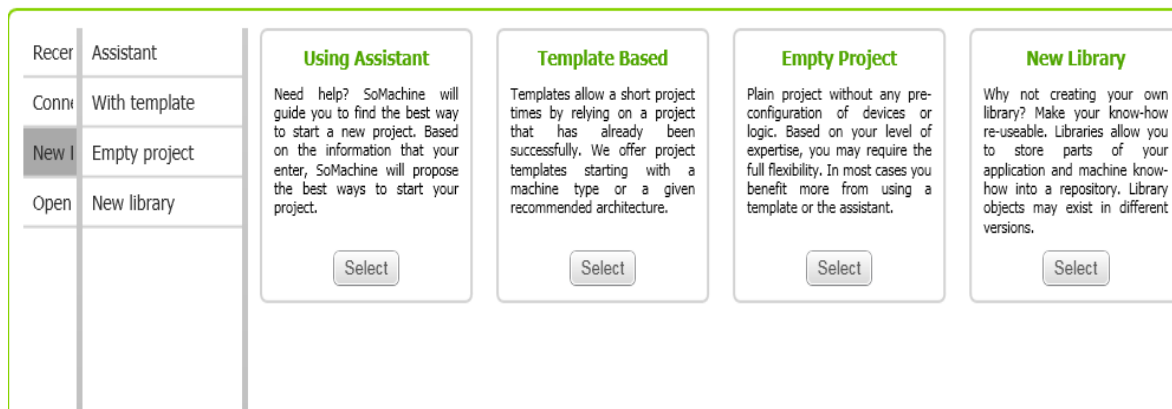 Recer
Conne
New l
Open
Assistant
With template
Empty project
New library
Using Assistant
Need help? SoMachine will
guide you to find the best way
to start a new project. Based
on the information that your
enter, SoMachine will propose
the best ways to start your
project.
Select
Template Based
Templates allow a short project
times by relying on a project
that has already been
successfully. We offer project
templates starting with a
machine type or a given
recommended architecture.
Select
Empty Project
Plain project without any pre-
configuration of devices or
logic. Based on your level of
expertise, you may require the
full flexibility. In most cases you
benefit more from using a
template or the assistant.
Select
New Library
Why not creating your own
library? Make your know-how
re-useable. Libraries allow you
to store parts of your
application and machine know-
how into a repository. Library
objects may exist in different
versions.
Select